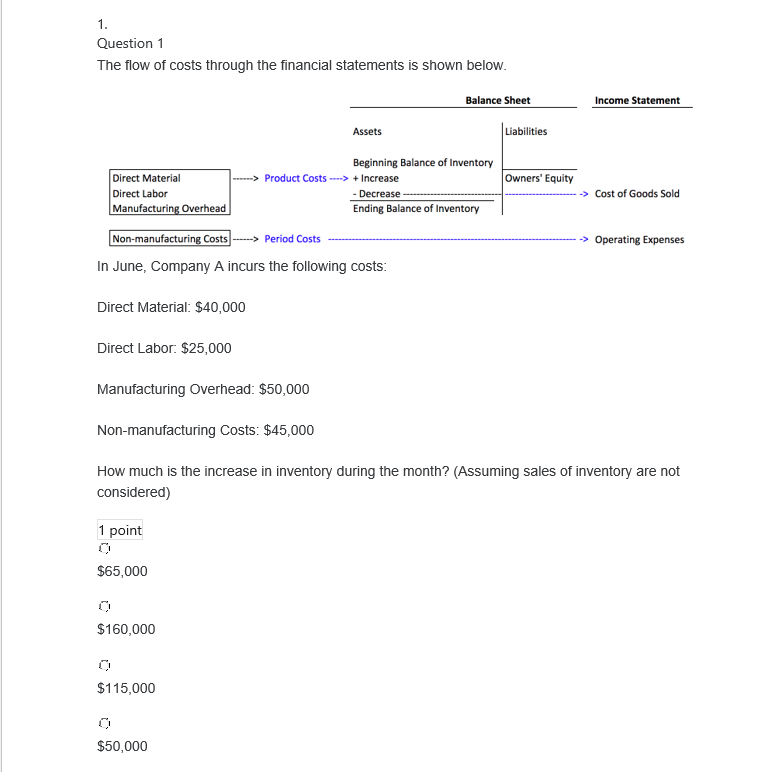 1.
Question 1
The flow of costs through the financial statements is shown below.
Balance Sheet Income Statement
Assets Liabilities
Beginning Balance of Inventory
Direct Material ------> Product Costs ----> + Increase Owners' Equity
Direct Labor - Decrease -> Cost of Goods Sold
Manufacturing Overhead Ending Balance of Inventory
Non-manufacturing Costs ------> Period Costs -> Operating Expenses
In June, Company A incurs the following costs:
Direct Material: $40,000
Direct Labor: $25,000
Manufacturing Overhead: $50,000
Non-manufacturing Costs: $45,000
How much is the increase in inventory during the month? (Assuming sales of inventory are not
considered)
1 point
$65,000
$160,000
$115,000
$50,000